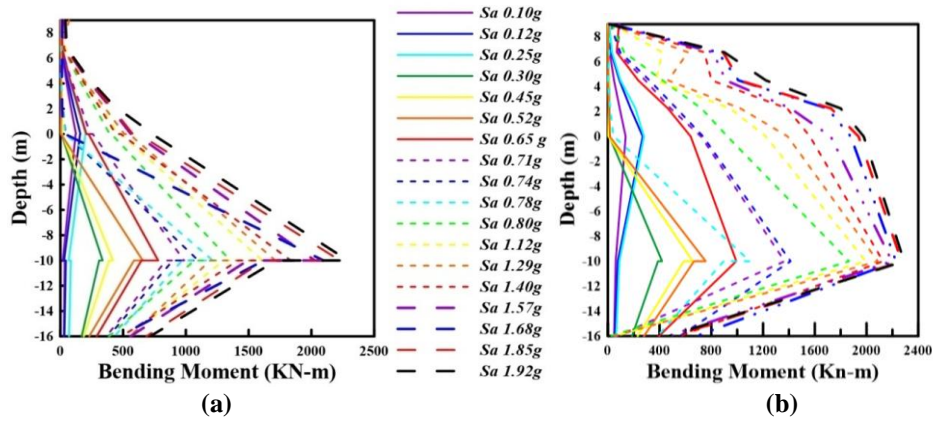 8
6
4
2
0
-2
-4
-6
-8
-10
-12
-14
-16
Depth (m)
0 500 1000 1500 2000 2500
Bending Moment (KN-m)
(a)
Sa 0.10g
Sa 0.12g
Sa 0.25g
Sa 0.30g
Sa 0.45g
Sa 0.52g
Sa 0.65 g
Sa 0.71g
Sa 0.74g
Sa 0.78g
Sa 0.80g
Sa 1.12g
Sa 1.29g
Sa 1.40g
Sa 1.57g
Sa 1.68g
Sa 1.85g
Sa 1.92g
8
6
4
2
0
-2
-4
-6
-8
-10
-12
-14
-16
Depth (m)
0 400 800 1200 1600 2000 2400
Bending Moment (Kn-m)
(b)